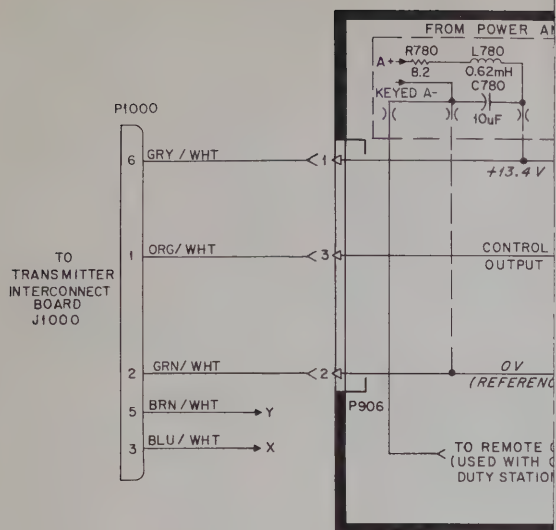 FROM POWER
R780
L780
A+
8.2
0.62mH
KEYED A-
C780
10uF
P1000
6 GRY / WHT
1
+13.4 V
1 ORG/ WHT
3
CONTROL
OUTPUT
TO
TRANSMITTER
INTERCONNECT
BOARD
J1000
2 GRN/ WHT
2
0V
(REFERENC
P906
5 BRN /WHT
Y
3 BLU / WHT
X
TO REMOTE
(USED WITH
DUTY STATION